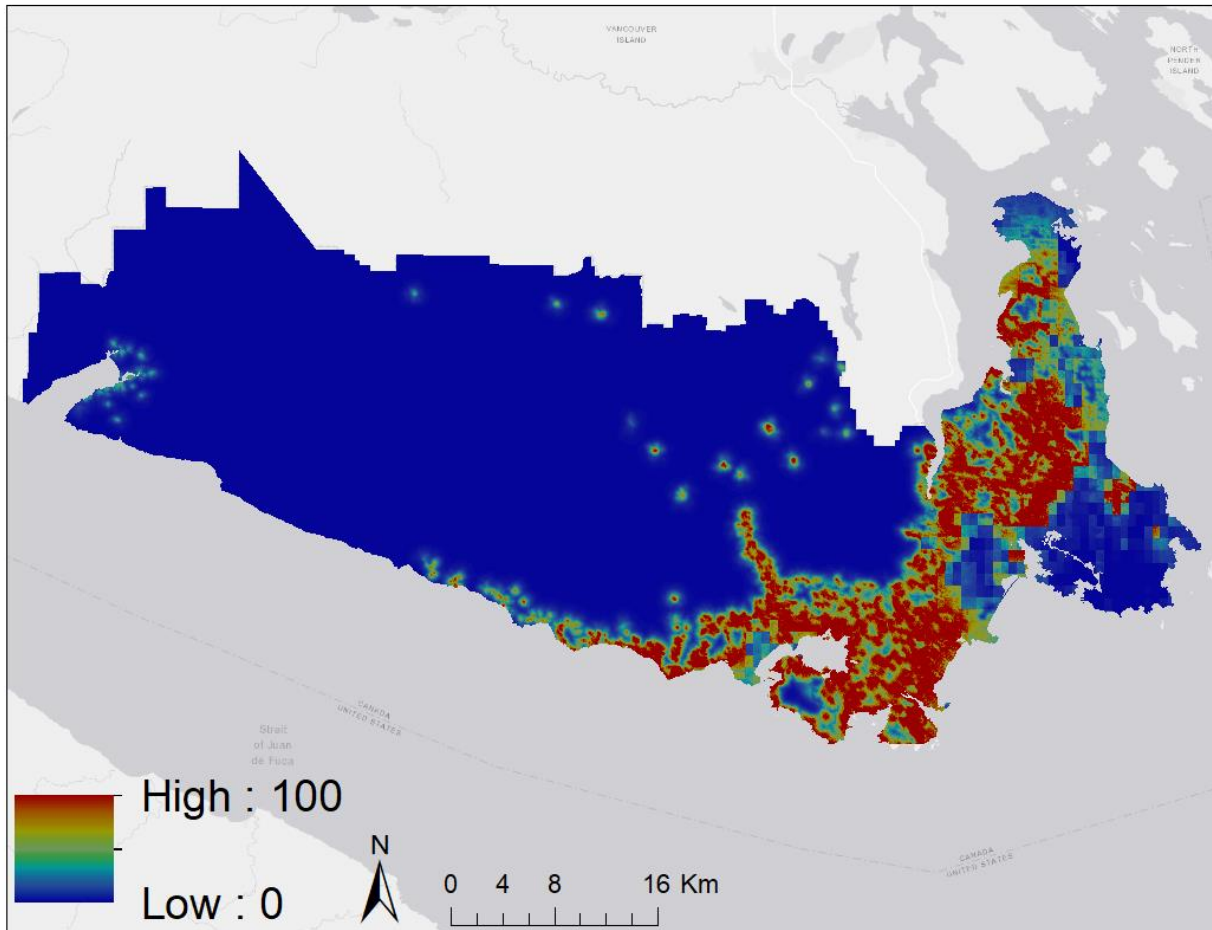 VANCOUVER
ISLAND
NORTH
PENDER
ISLAND
CANADA
UNITED STATES
Strait
of Juan
de Fuca
High : 100
Low : 0
N
0 4 8 16 Km
CANADA
UNITED STATES